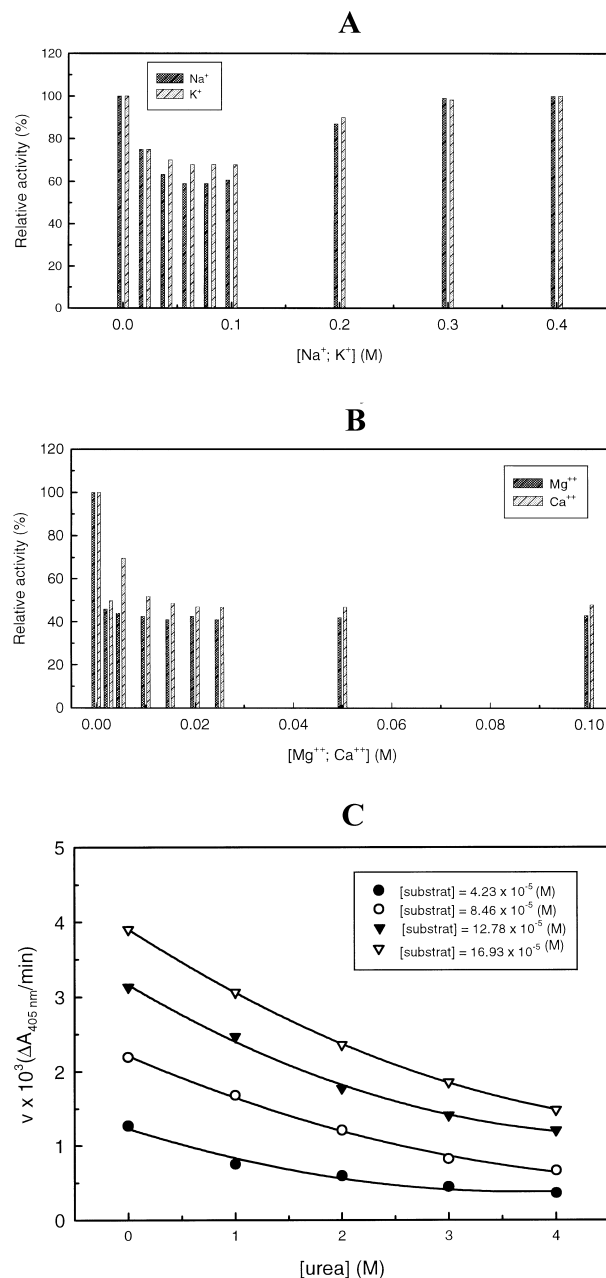 A
120
100
80
60
40
20
0
Relative activity (%)
Na+
K+
0.0 0.1 0.2 0.3 0.4
[Na+; K+] (M)
B
120
100
80
60
40
20
0
Relative activity (%)
Mg++
Ca++
0.00 0.02 0.04 0.06 0.08 0.10
[Mg++; Ca++] (M)
C
5
4
3
2
1
0
v x 10³(ΔA405 nm/min)
[substrat] = 4.23 x 10⁻⁵ (M)
[substrat] = 8.46 x 10⁻⁵ (M)
[substrat] = 12.78 x 10⁻⁵ (M)
[substrat] = 16.93 x 10⁻⁵ (M)
0 1 2 3 4
[urea] (M)